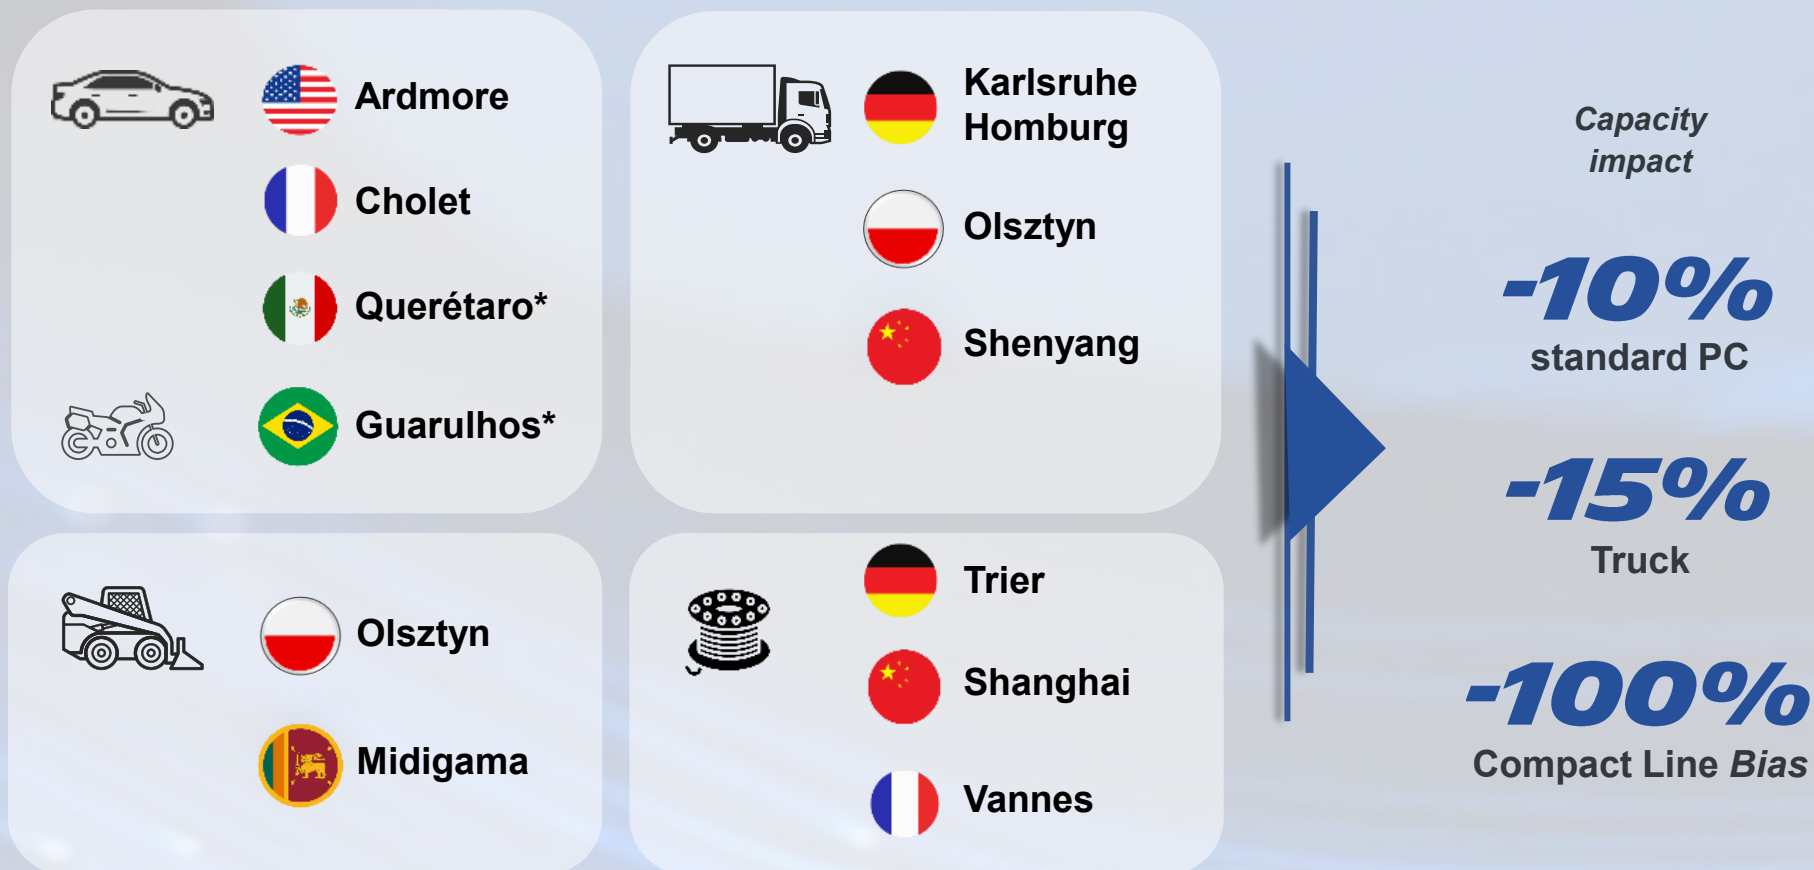 Ardmore
Cholet
Querétaro*
Guarulhos*
Karlsruhe
Homburg
Olsztyn
Shenyang
Olsztyn
Midigama
Trier
Shanghai
Vannes
Capacity
impact
-10%
standard PC
-15%
Truck
-100%
Compact Line Bias